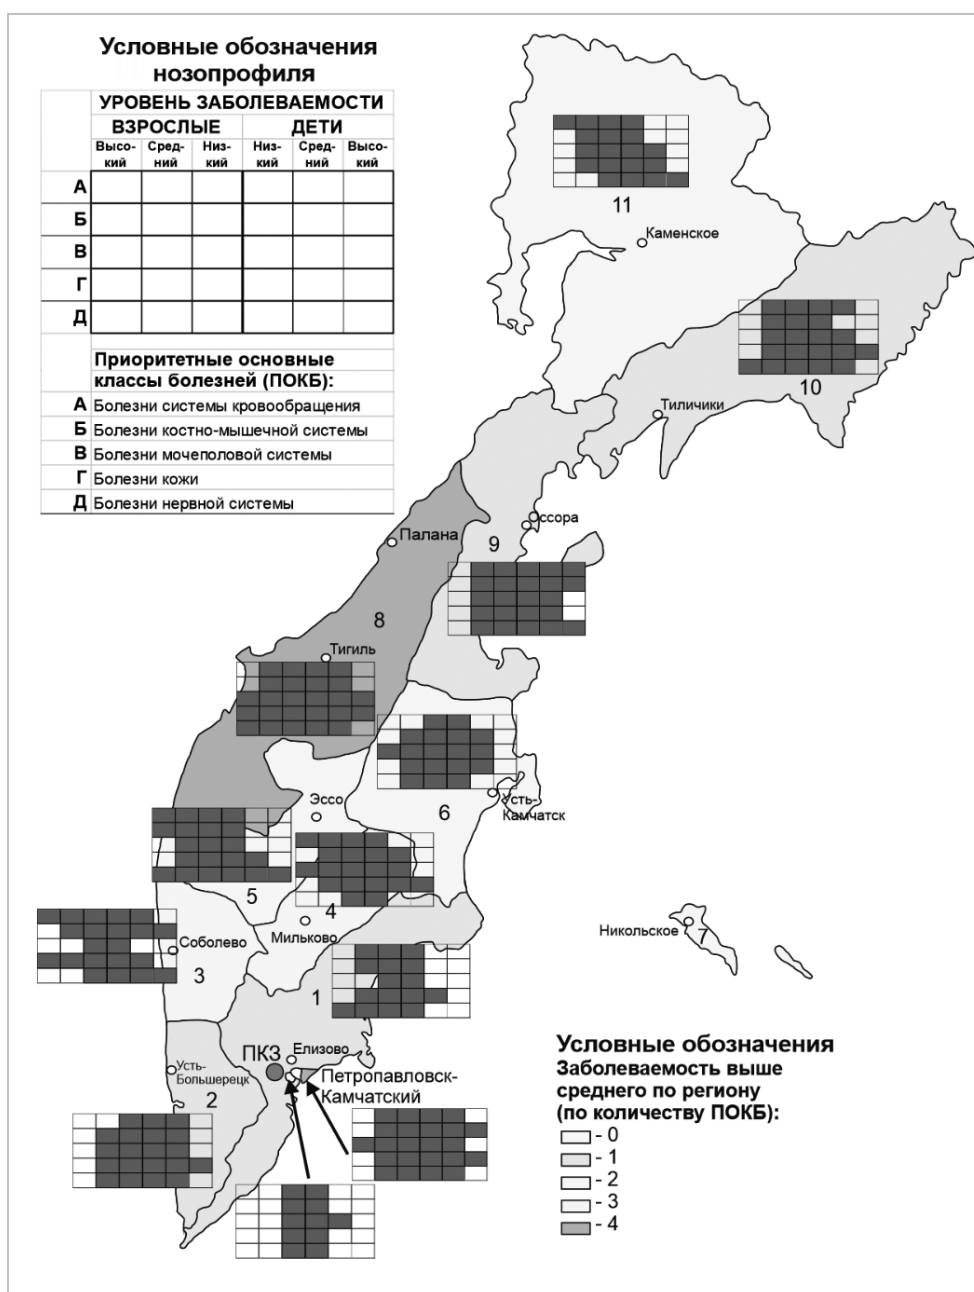 Условные обозначения
нозопрофиля
УРОВЕНЬ ЗАБОЛЕВАЕМОСТИ
ВЗРОСЛЫЕ ДЕТИ
Высо- Сред- Низ- Низ- Сред- Высо-
кий ний кий кий ний кий
А
Б
В
Г
Д
Приоритетные основные
классы болезней (ПОКБ):
А Болезни системы кровообращения
Б Болезни костно-мышечной системы
В Болезни мочеполовой системы
Г Болезни кожи
Д Болезни нервной системы
11
Каменское
10
Тиличики
Оссора
9
Палана
8
Тигиль
Эссо
6
Усть-
Камчатск
5
4
Мильково
Соболево
3
Никольское
7
1
ПКЗ
Елизово
Усть-
Большерецк
2
Петропавловск-
Камчатский
Условные обозначения
Заболеваемость выше
среднего по региону
(по количеству ПОКБ):
- 0
- 1
- 2
- 3
- 4